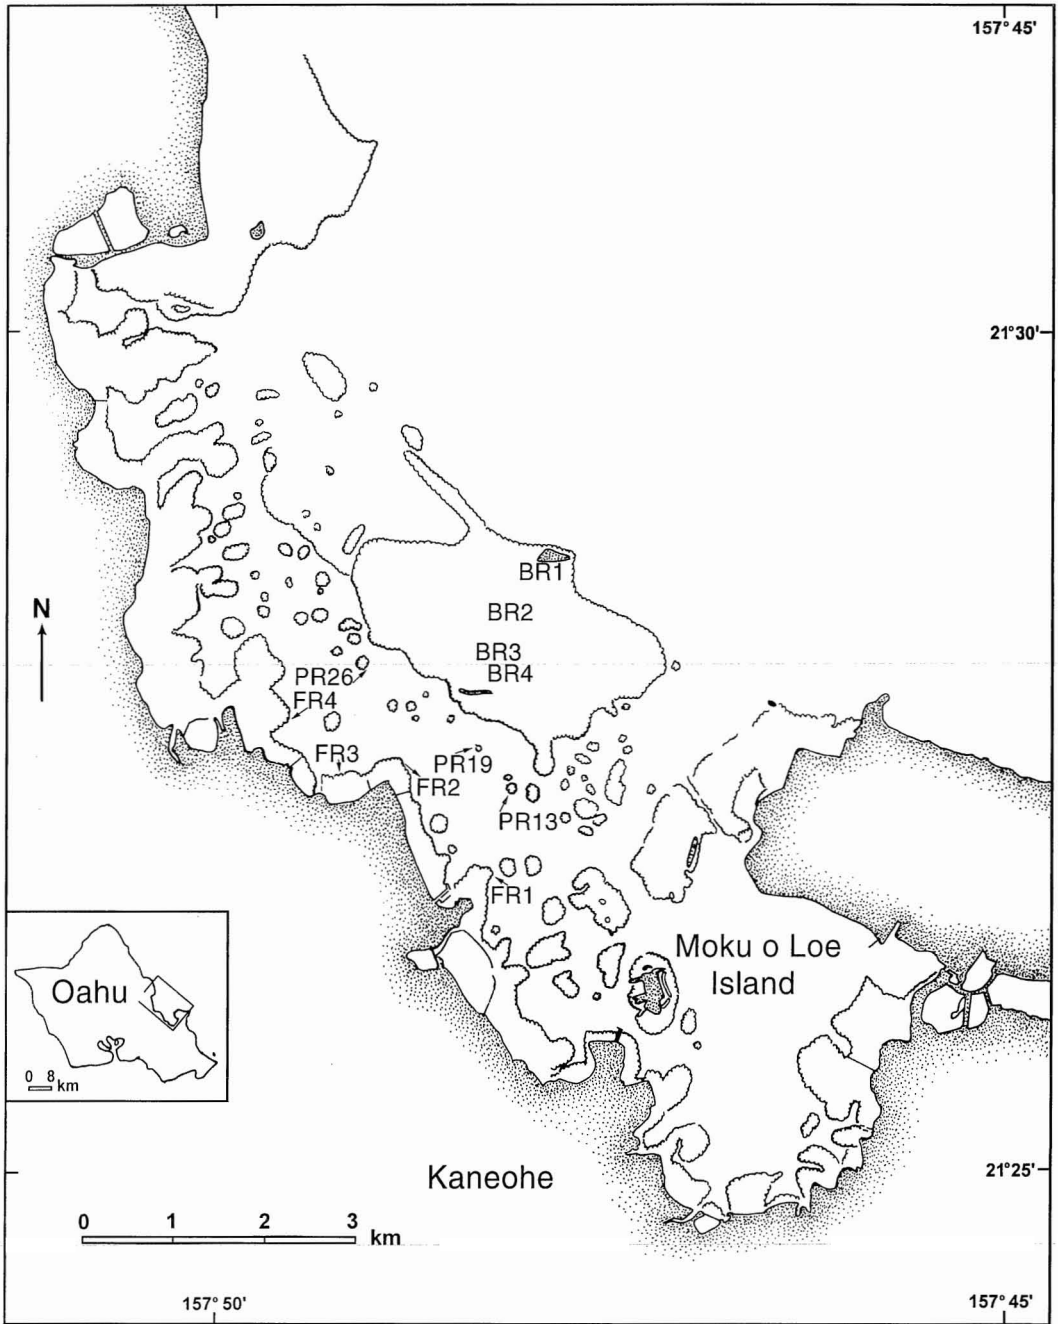 157° 45'
21° 30'
BR1
BR2
N
BR3
BR4
PR26
FR4
FR3
PR19
FR2
PR13
FR1
Moku o Loe
Island
Oahu
0 8 km
Kaneohe
21° 25'
0 1 2 3 km
157° 50'
157° 45'